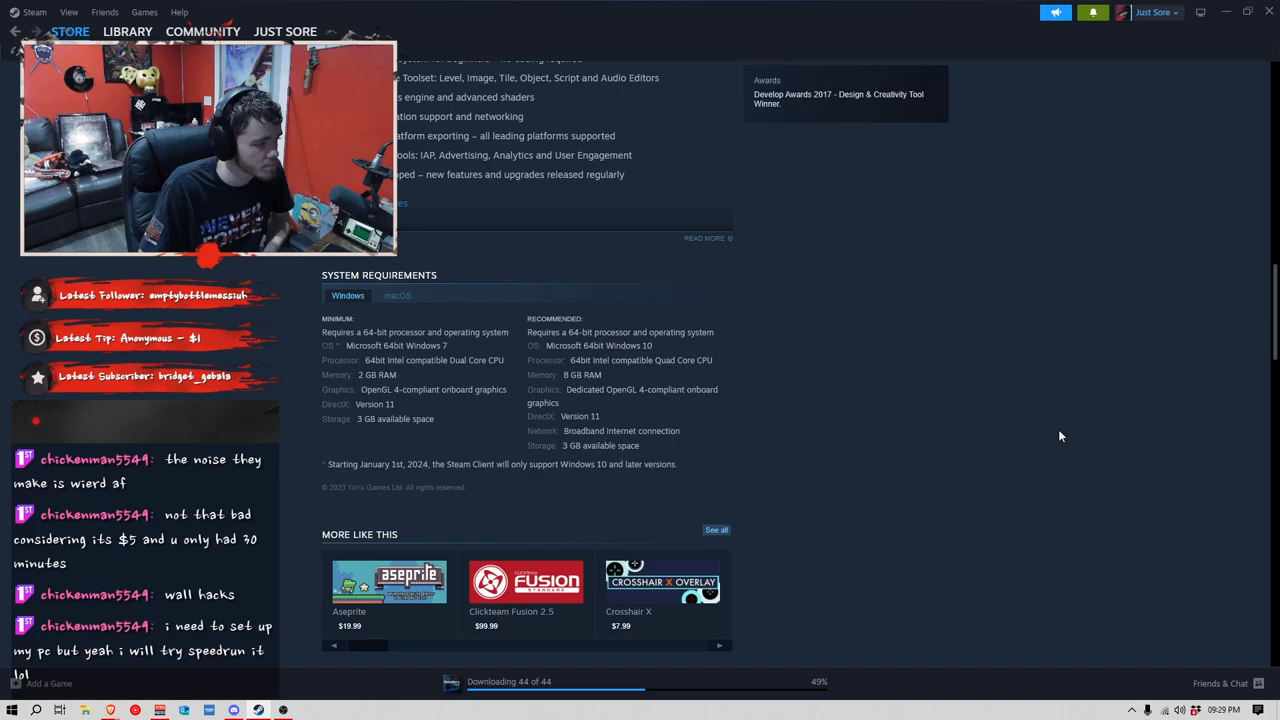 Steam View Friends Games Help
Just Sore
STORE LIBRARY COMMUNITY JUST SORE
e Toolset: Level, Image, Tile, Object, Script and Audio Editors
s engine and advanced shaders
ation support and networking
atform exporting – all leading platforms supported
ools: IAP, Advertising, Analytics and User Engagement
pped – new features and upgrades released regularly
es
READ MORE
Awards
Develop Awards 2017 - Design & Creativity Tool
Winner.
SYSTEM REQUIREMENTS
Windows macOS
MINIMUM:
Requires a 64-bit processor and operating system
OS *: Microsoft 64bit Windows 7
Processor: 64bit Intel compatible Dual Core CPU
Memory: 2 GB RAM
Graphics: OpenGL 4-compliant onboard graphics
DirectX: Version 11
Storage: 3 GB available space
RECOMMENDED:
Requires a 64-bit processor and operating system
OS: Microsoft 64bit Windows 10
Processor: 64bit Intel compatible Quad Core CPU
Memory: 8 GB RAM
Graphics: Dedicated OpenGL 4-compliant onboard
graphics
DirectX: Version 11
Network: Broadband Internet connection
Storage: 3 GB available space
* Starting January 1st, 2024, the Steam Client will only support Windows 10 and later versions.
© 2023 YoYo Games Ltd. All rights reserved.
MORE LIKE THIS
See all
aseprite
CLICKTEAM FUSION STANDARD
CROSSHAIR X OVERLAY
Aseprite
$19.99
Clickteam Fusion 2.5
$99.99
Crosshair X
$7.99
Latest Follower: emptybottlemessiuh
Latest Tip: Anonymous - $1
Latest Subscriber: bridget_gebala
1ST chickenman5549: the noise they
make is wierd af
1ST chickenman5549: not that bad
considering its $5 and u only had 30
minutes
1ST chickenman5549: wall hacks
1ST chickenman5549: i need to set up
my pc but yeah i will try speedrun it
lol
Add a Game
Downloading 44 of 44
49%
Friends & Chat
09:29 PM